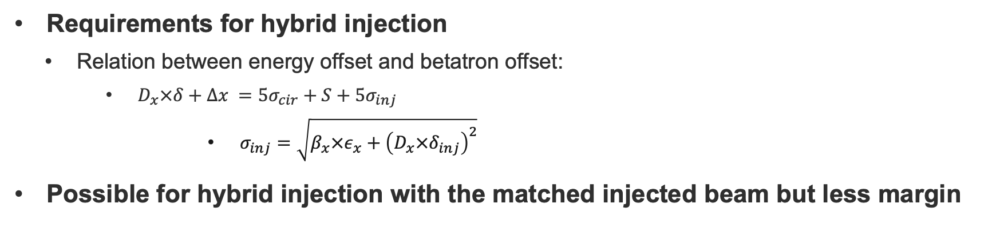 • Requirements for hybrid injection
• Relation between energy offset and betatron offset:
• $D_x \times \delta + \Delta x = 5\sigma_{cir} + S + 5\sigma_{inj}$
• $\sigma_{inj} = \sqrt{\beta_x \times \epsilon_x + (D_x \times \delta_{inj})^2}$
• Possible for hybrid injection with the matched injected beam but less margin